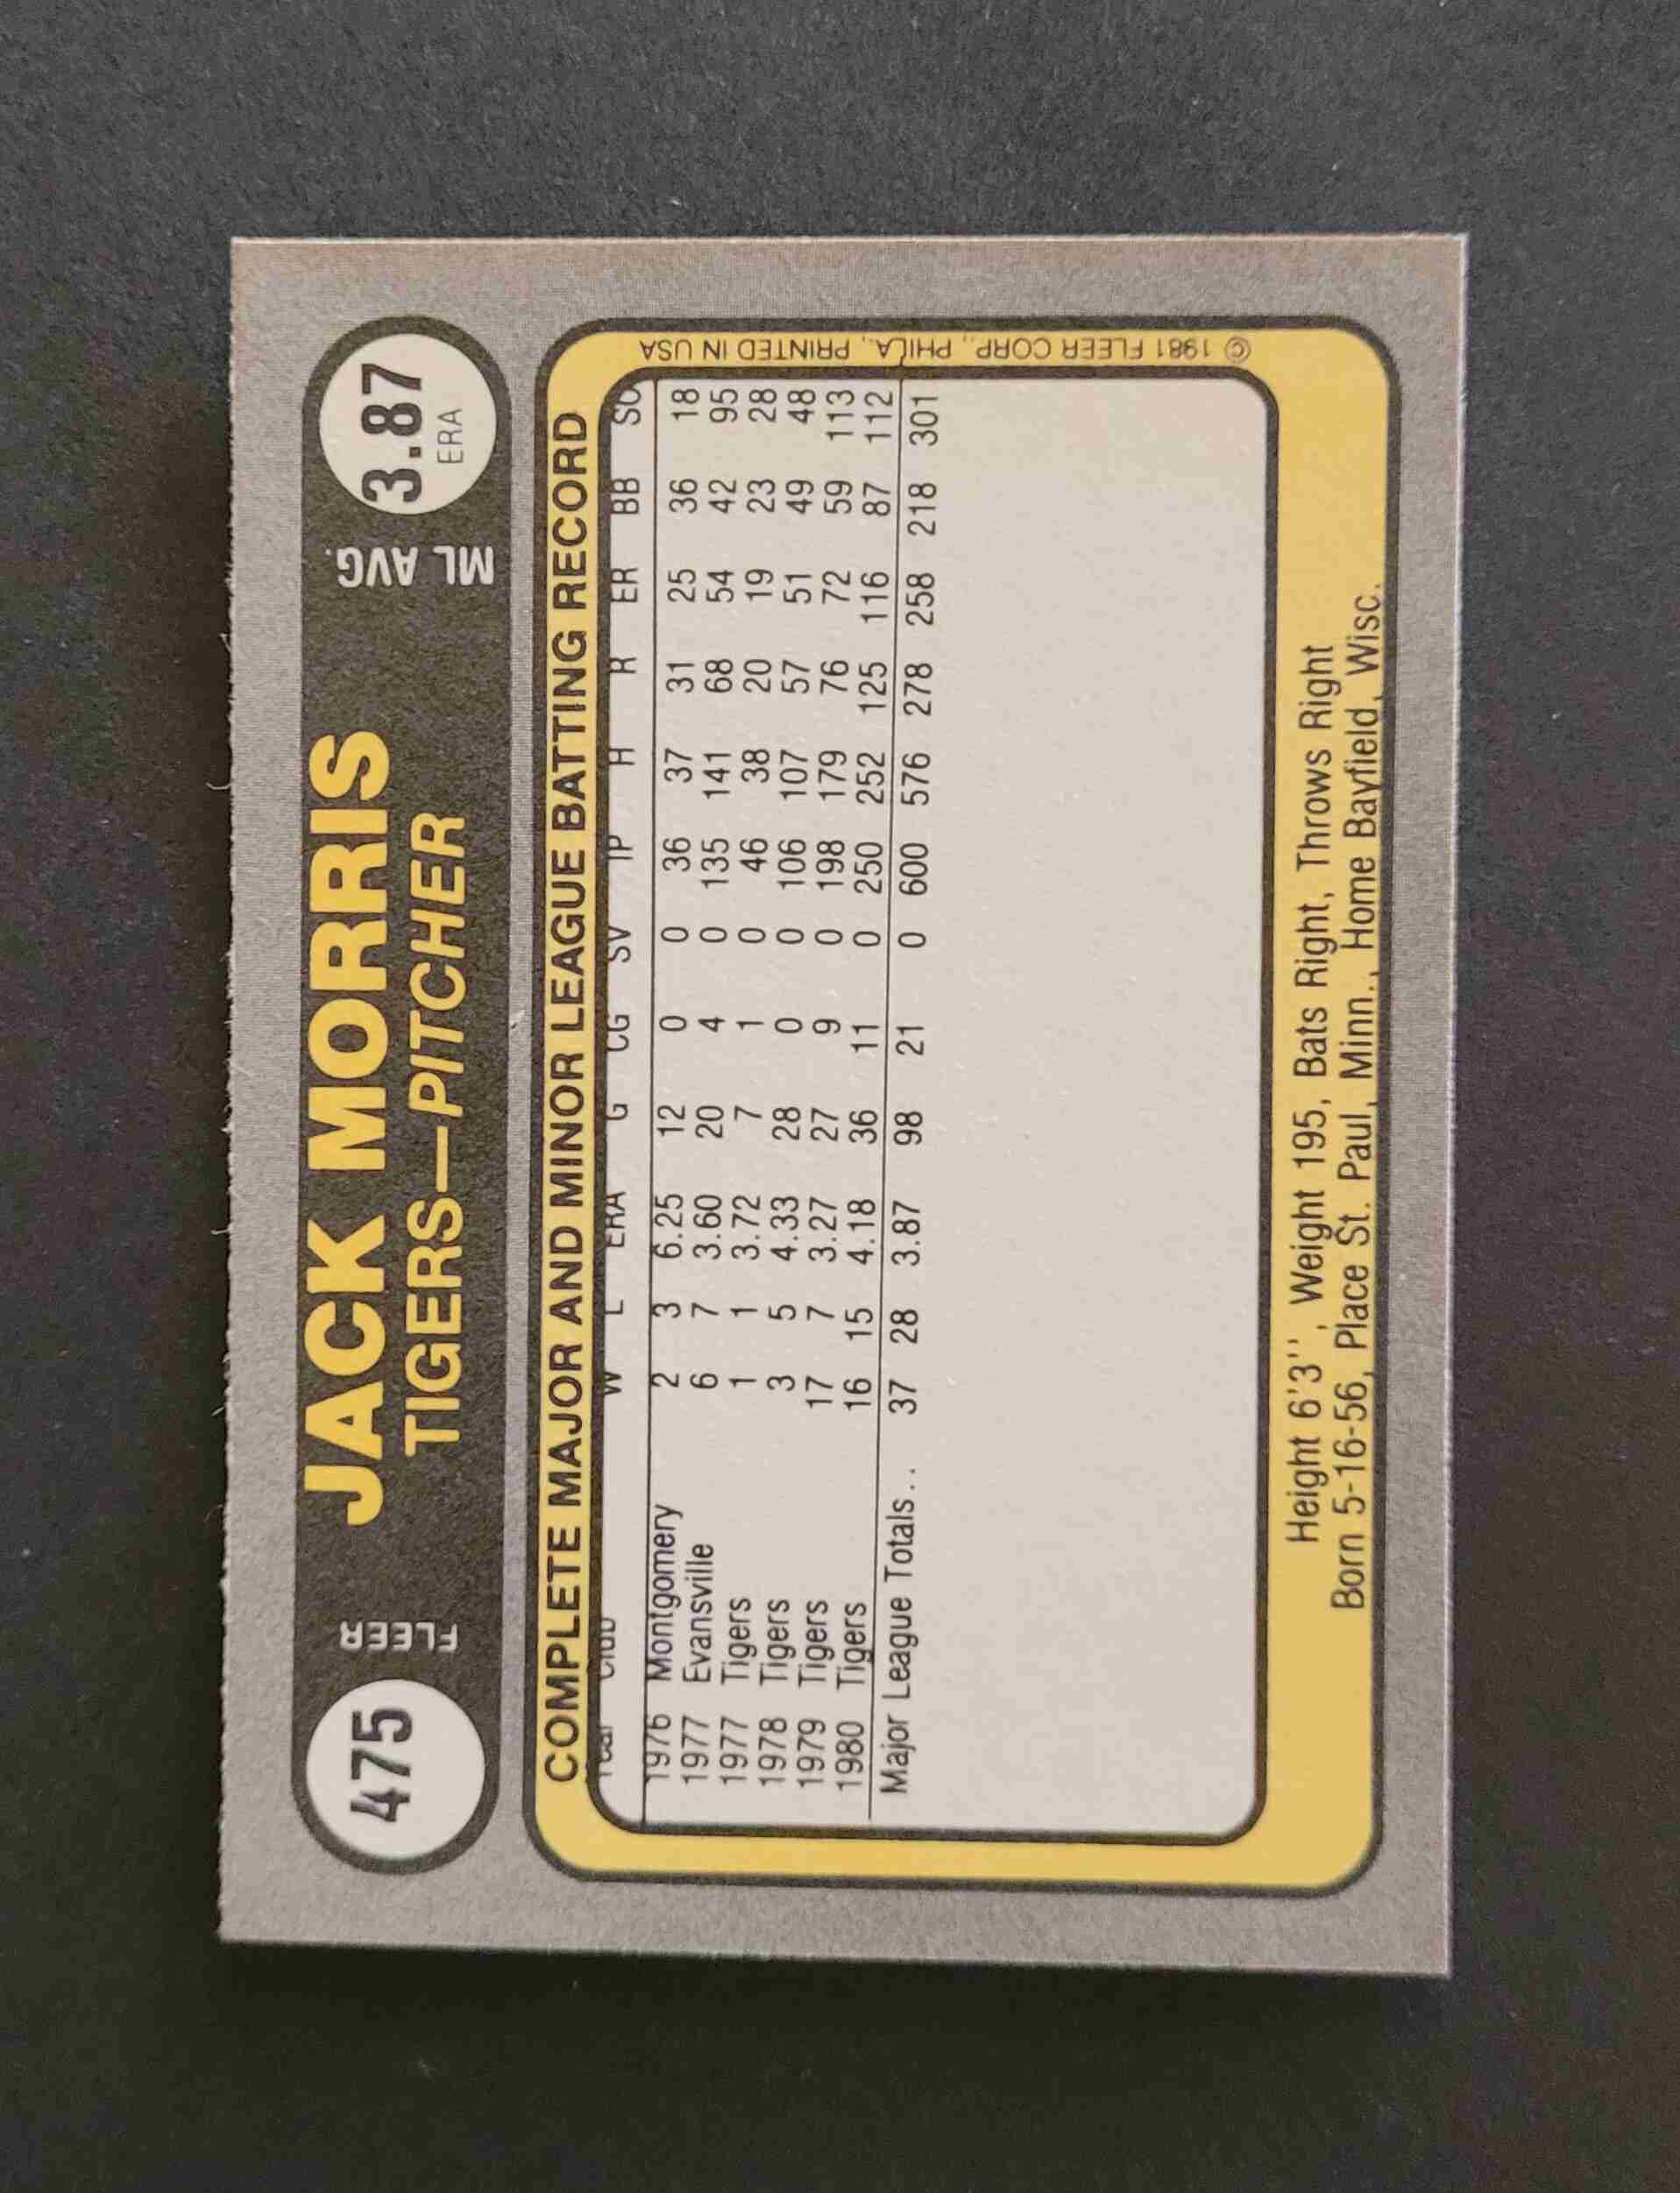 475 FLEER JACK MORRIS ML AVG. 3.87
TIGERS—PITCHER ERA
COMPLETE MAJOR AND MINOR LEAGUE BATTING RECORD
Year Club W L ERA G CG SV IP H R ER BB SO
1976 Montgomery 2 3 6.25 12 0 0 36 37 31 25 36 18
1977 Evansville 6 7 3.60 20 4 0 135 141 68 54 42 95
1977 Tigers 1 1 3.72 7 1 0 46 38 20 19 23 28
1978 Tigers 3 5 4.33 28 0 0 106 107 57 51 49 48
1979 Tigers 17 7 3.27 27 9 0 198 179 76 72 59 113
1980 Tigers 16 15 4.18 36 11 0 250 252 125 116 87 112
Major League Totals.. 37 28 3.87 98 21 0 600 576 278 258 218 301
Height 6'3'', Weight 195, Bats Right, Throws Right
Born 5-16-56, Place St. Paul, Minn., Home Bayfield, Wisc.
© 1981 FLEER CORP., PHILA., PRINTED IN USA